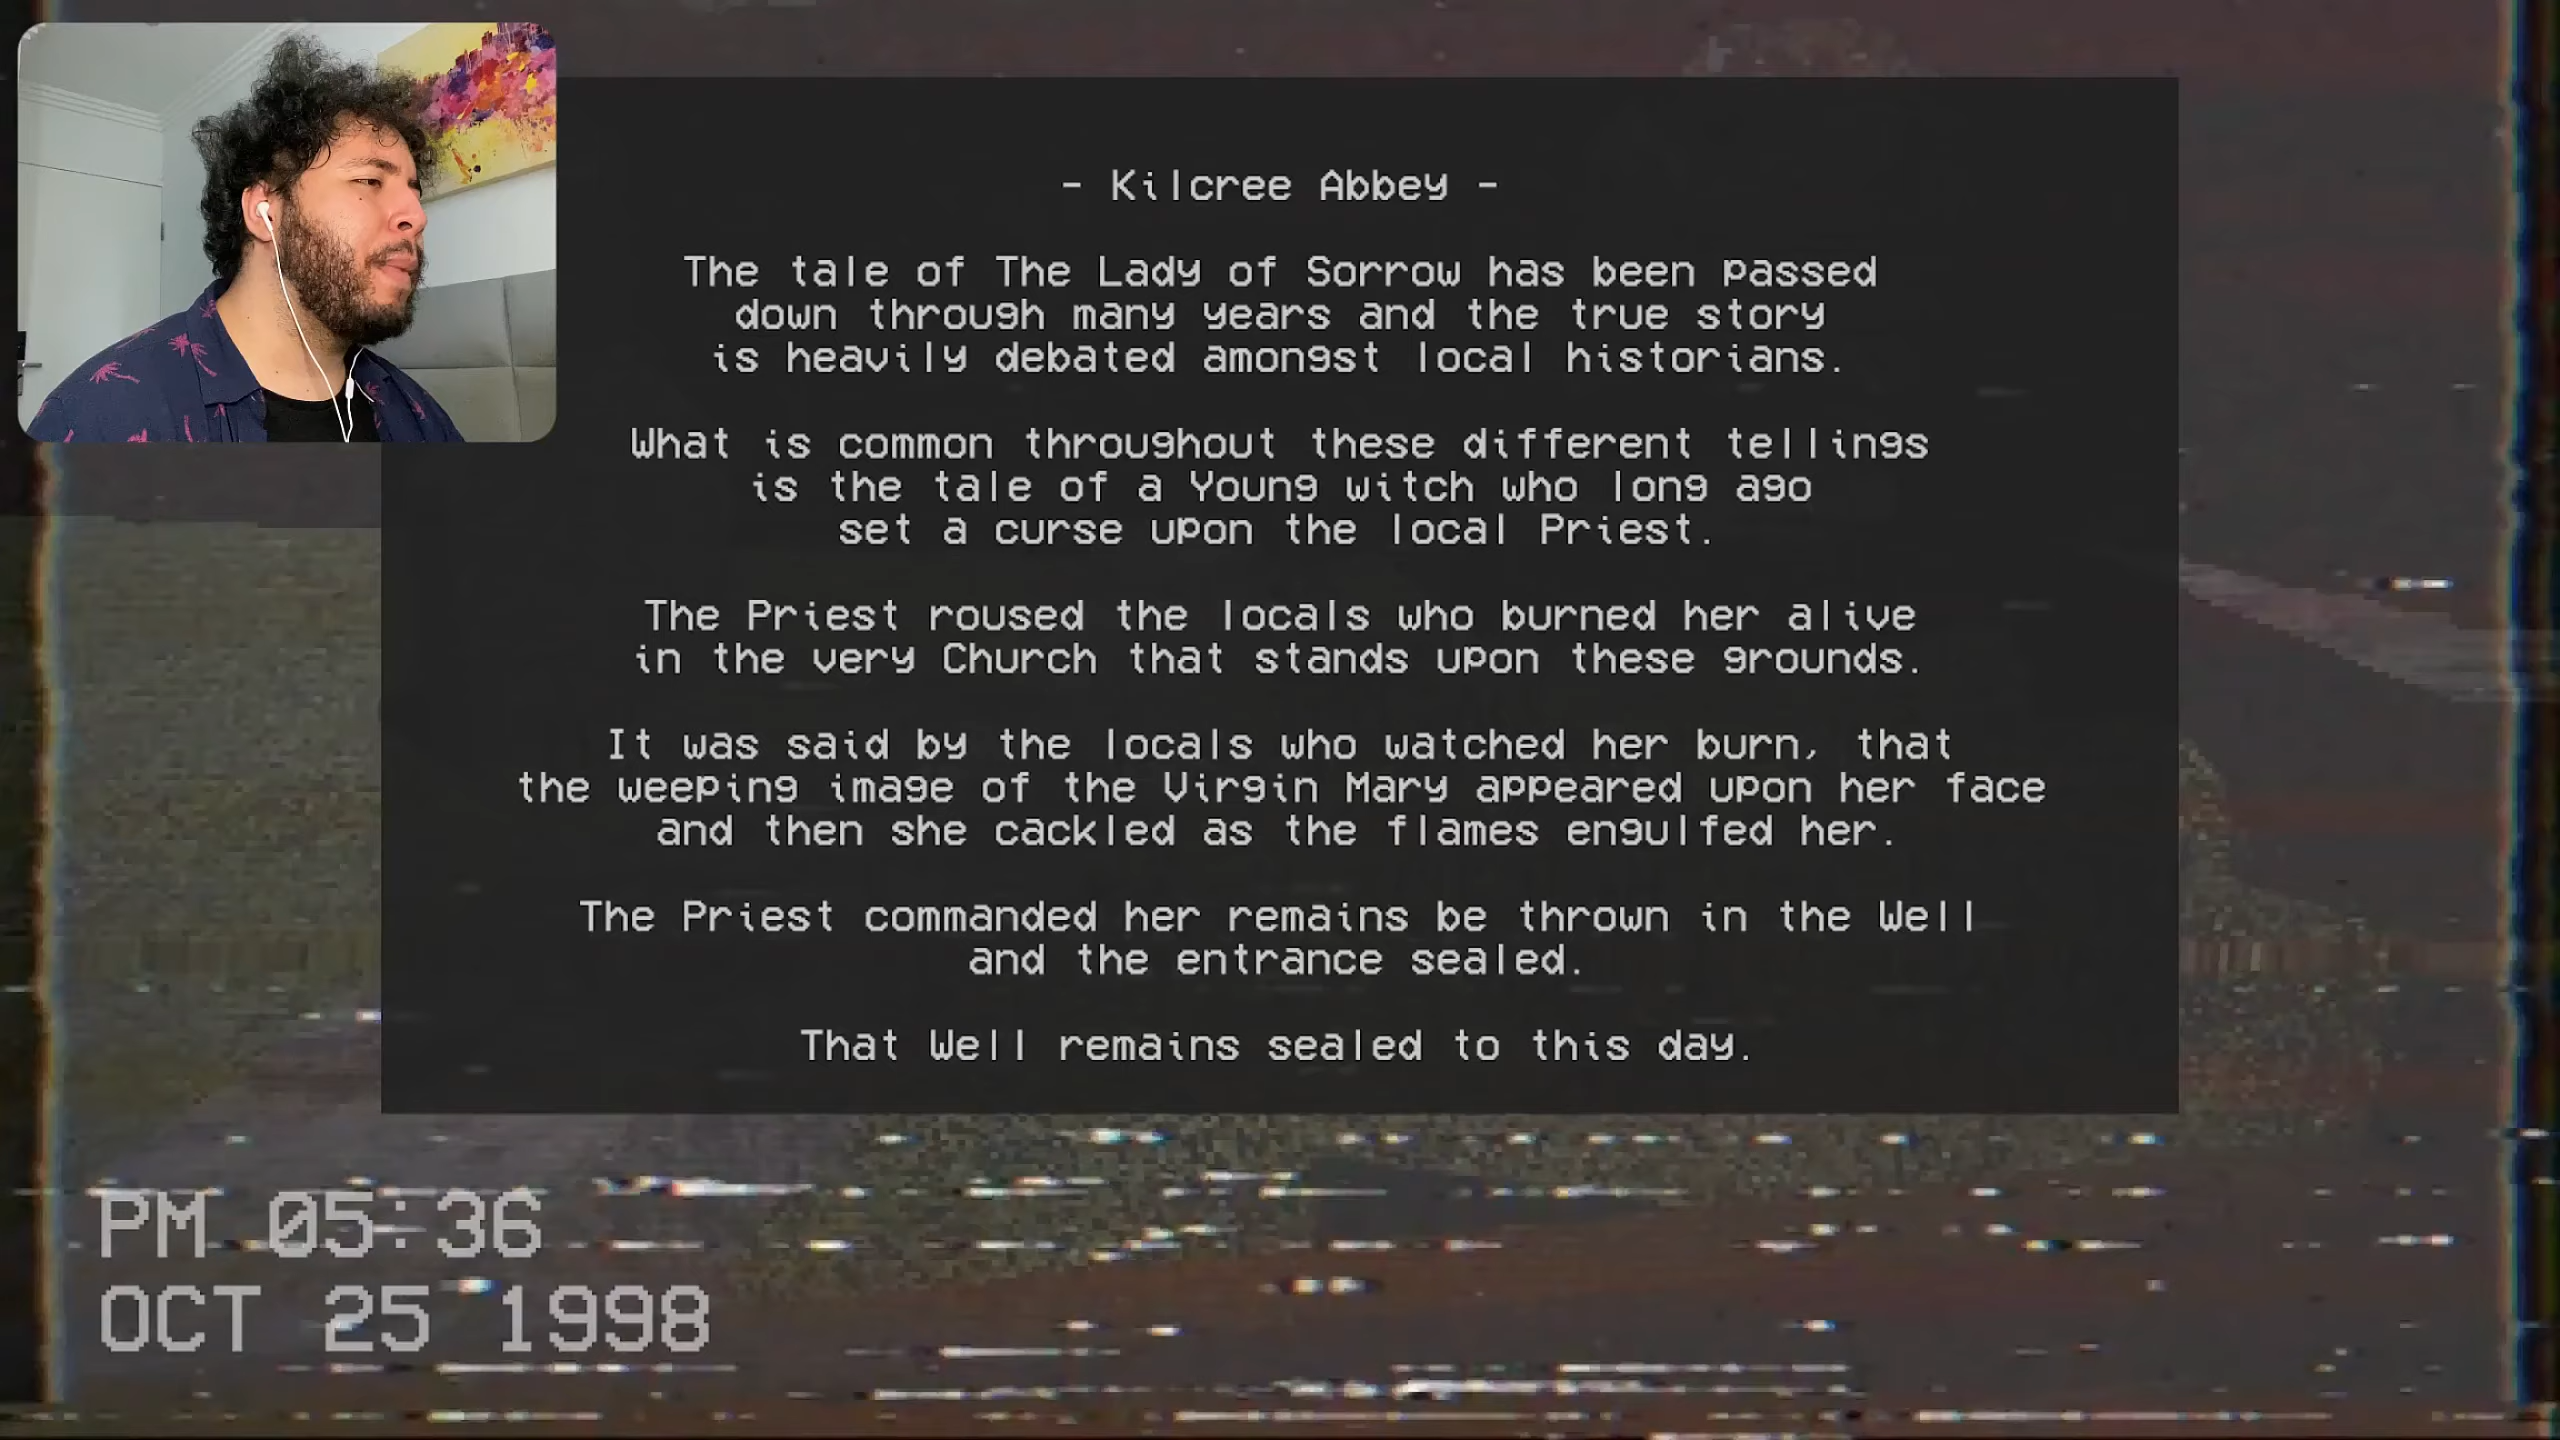 - Kilcree Abbey -
The tale of The Lady of Sorrow has been passed
down through many years and the true story
is heavily debated amongst local historians.
What is common throughout these different tellings
is the tale of a Young witch who long ago
set a curse upon the local Priest.
The Priest roused the locals who burned her alive
in the very Church that stands upon these grounds.
It was said by the locals who watched her burn, that
the weeping image of the Virgin Mary appeared upon her face
and then she cackled as the flames engulfed her.
The Priest commanded her remains be thrown in the Well
and the entrance sealed.
That Well remains sealed to this day.
PM 05:36
OCT 25 1998